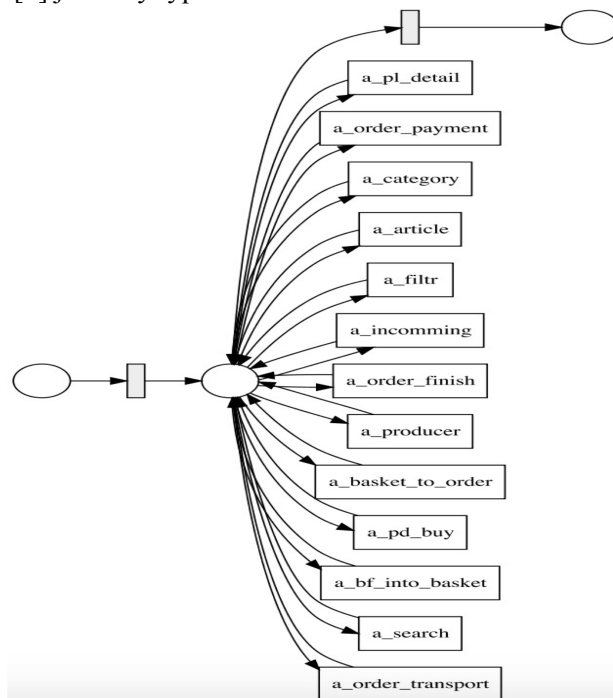 a_pl_detail
a_order_payment
a_category
a_article
a_filtr
a_incomming
a_order_finish
a_producer
a_basket_to_order
a_pd_buy
a_bf_into_basket
a_search
a_order_transport